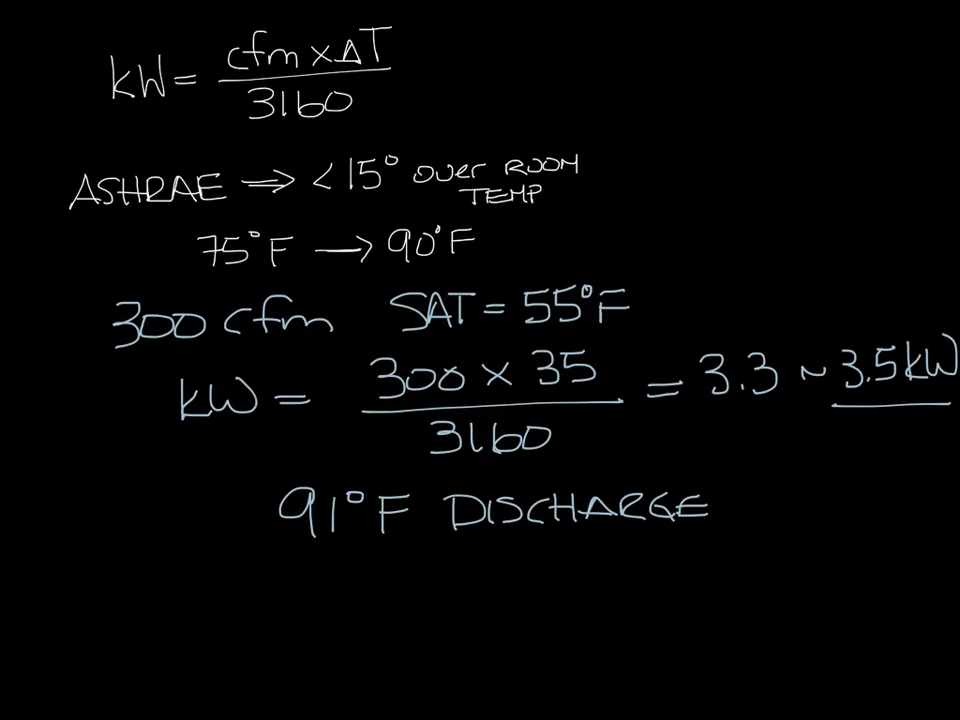 kW = cfm x ΔT / 3160
ASHRAE ⇒ < 15° over ROOM TEMP
75°F → 90°F
300 cfm SAT = 55°F
kW = 300 x 35 / 3160 = 3.3 ~ 3.5kW
91°F DISCHARGE